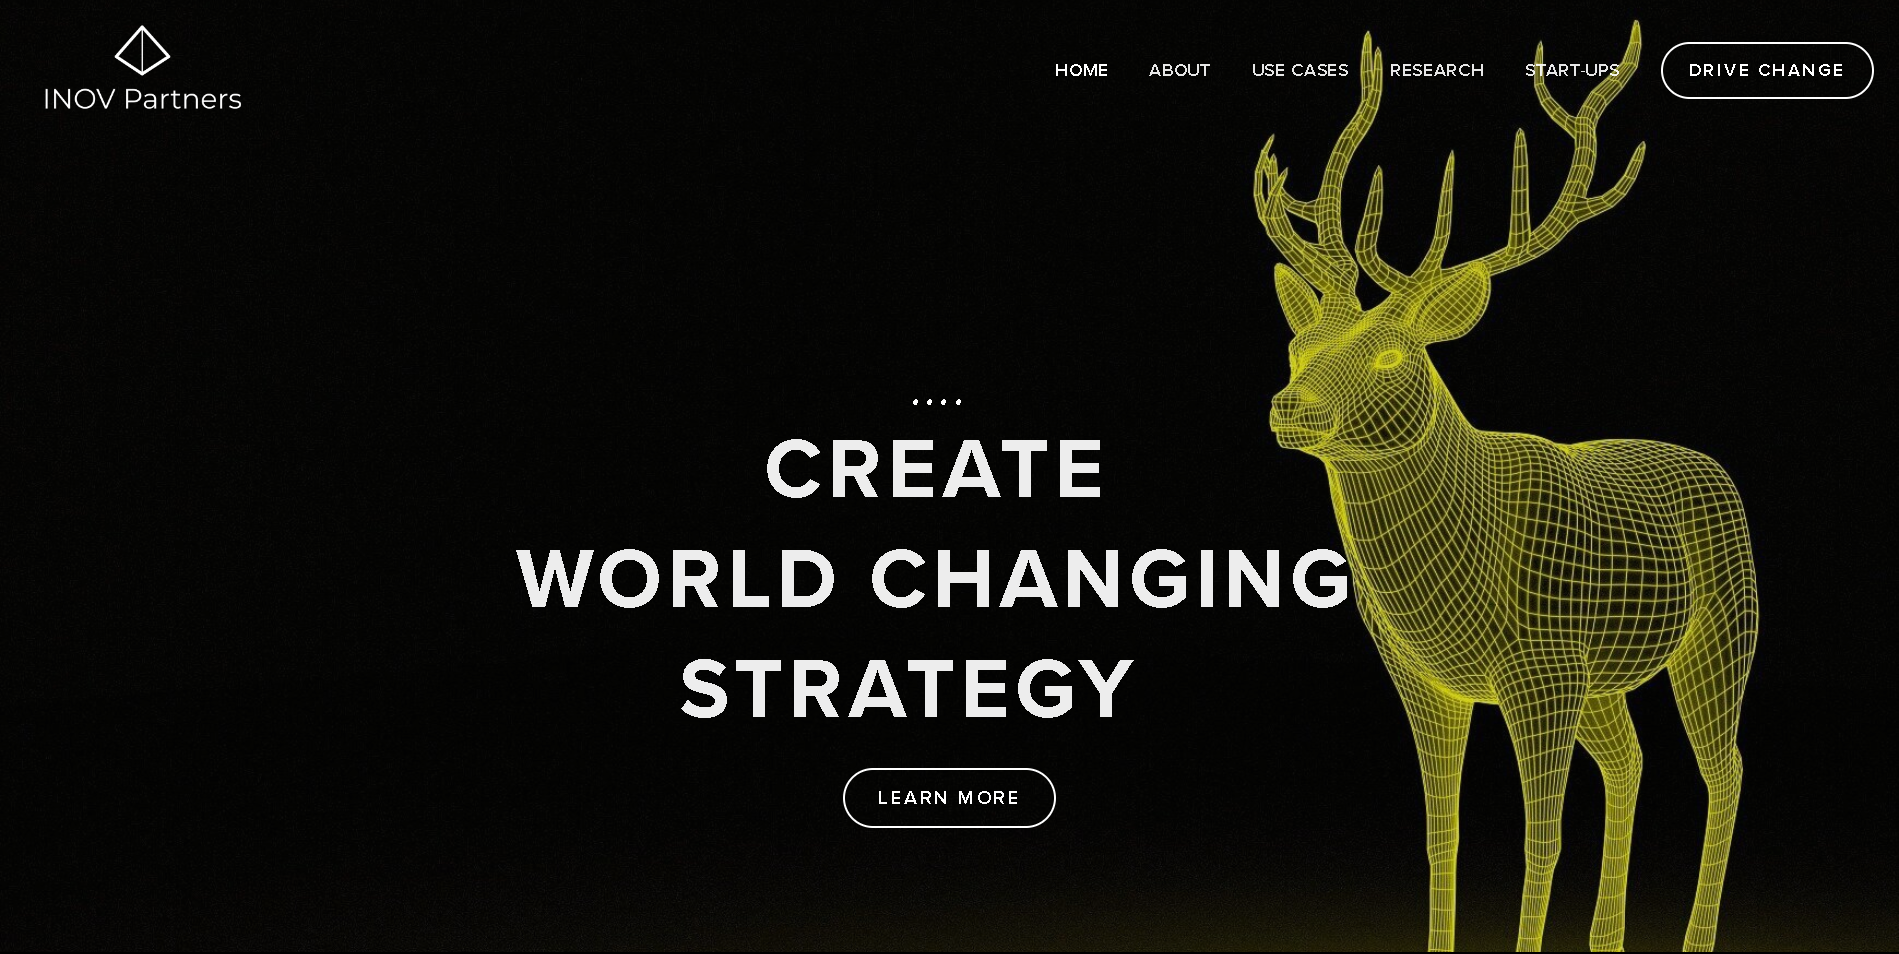 INOV Partners
HOME ABOUT USE CASES RESEARCH START-UPS DRIVE CHANGE
CREATE
WORLD CHANGING
STRATEGY
LEARN MORE